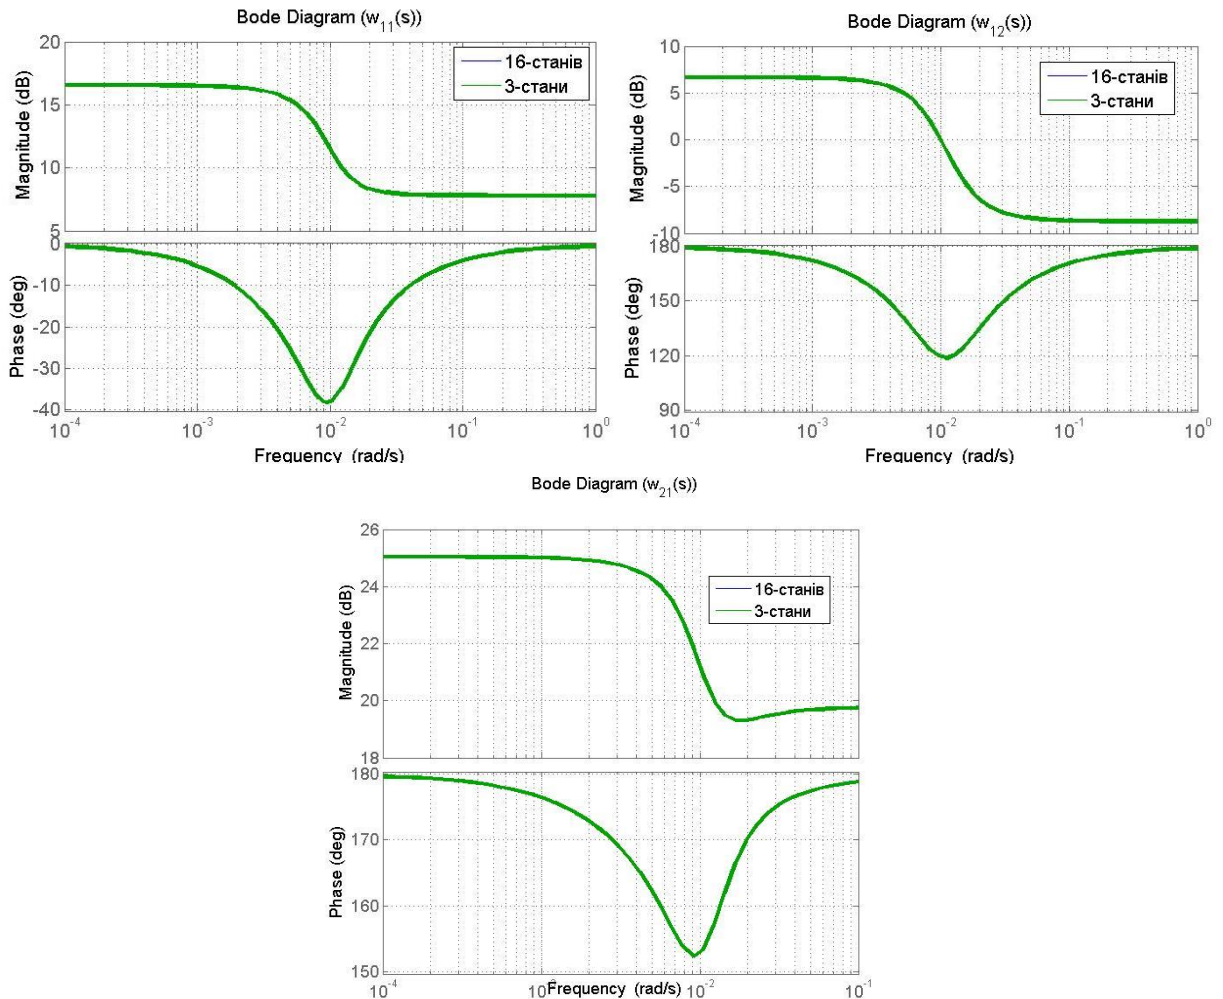 Bode Diagram (w11(s))
20
15
10
5
Magnitude (dB)
16-станів
3-стани
0
-10
-20
-30
-40
Phase (deg)
10-4 10-3 10-2 10-1 100
Frequency (rad/s)
Bode Diagram (w12(s))
10
5
0
-5
-10
Magnitude (dB)
16-станів
3-стани
180
150
120
90
Phase (deg)
10-4 10-3 10-2 10-1 100
Frequency (rad/s)
Bode Diagram (w21(s))
26
24
22
20
18
Magnitude (dB)
16-станів
3-стани
180
170
160
150
Phase (deg)
10-4 10 10-2 10-1
Frequency (rad/s)